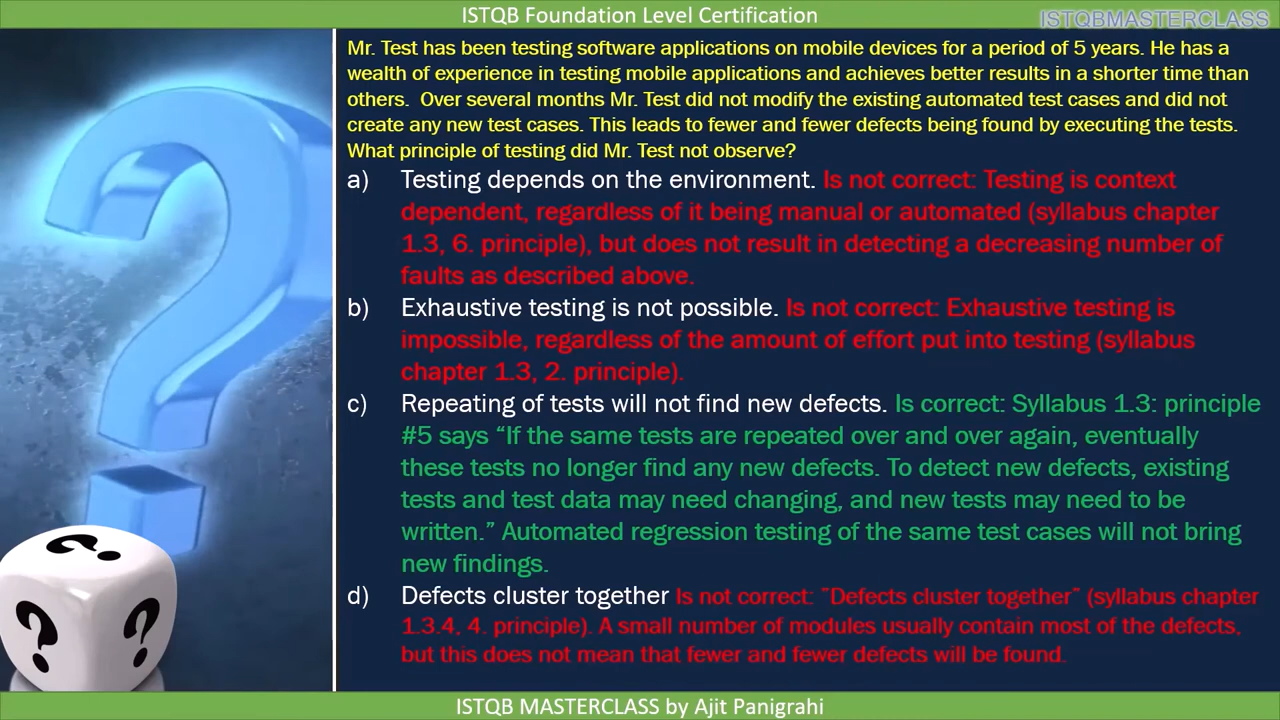 ISTQB Foundation Level Certification
ISTQBMASTERCLASS
Mr. Test has been testing software applications on mobile devices for a period of 5 years. He has a
wealth of experience in testing mobile applications and achieves better results in a shorter time than
others. Over several months Mr. Test did not modify the existing automated test cases and did not
create any new test cases. This leads to fewer and fewer defects being found by executing the tests.
What principle of testing did Mr. Test not observe?
a) Testing depends on the environment. Is not correct: Testing is context
dependent, regardless of it being manual or automated (syllabus chapter
1.3, 6. principle), but does not result in detecting a decreasing number of
faults as described above.
b) Exhaustive testing is not possible. Is not correct: Exhaustive testing is
impossible, regardless of the amount of effort put into testing (syllabus
chapter 1.3, 2. principle).
c) Repeating of tests will not find new defects. Is correct: Syllabus 1.3: principle
#5 says “If the same tests are repeated over and over again, eventually
these tests no longer find any new defects. To detect new defects, existing
tests and test data may need changing, and new tests may need to be
written.” Automated regression testing of the same test cases will not bring
new findings.
d) Defects cluster together Is not correct: "Defects cluster together" (syllabus chapter
1.3.4, 4. principle). A small number of modules usually contain most of the defects,
but this does not mean that fewer and fewer defects will be found.
ISTQB MASTERCLASS by Ajit Panigrahi